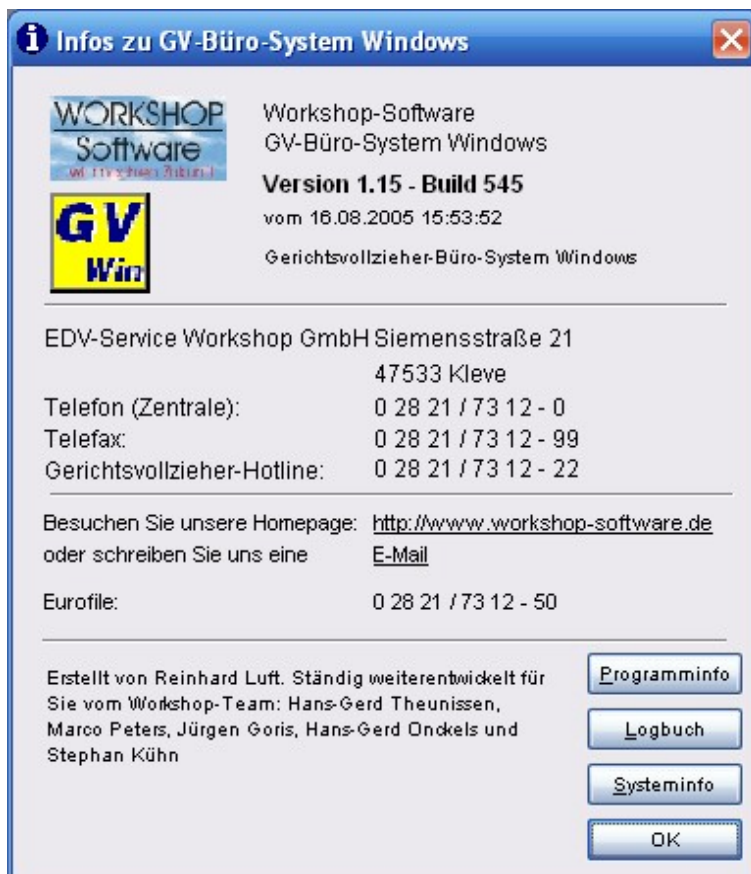 Infos zu GV-Büro-System Windows
WORKSHOP
Software
Workshop-Software
GV-Büro-System Windows
Version 1.15 - Build 545
vom 16.08.2005 15:53:52
GV
Win
Gerichtsvollzieher-Büro-System Windows
EDV-Service Workshop GmbH Siemensstraße 21
47533 Kleve
Telefon (Zentrale): 0 28 21 / 73 12 - 0
Telefax: 0 28 21 / 73 12 - 99
Gerichtsvollzieher-Hotline: 0 28 21 / 73 12 - 22
Besuchen Sie unsere Homepage: http://www.workshop-software.de
oder schreiben Sie uns eine E-Mail
Eurofile: 0 28 21 / 73 12 - 50
Erstellt von Reinhard Luft. Ständig weiterentwickelt für
Sie vom Workshop-Team: Hans-Gerd Theunissen,
Marco Peters, Jürgen Goris, Hans-Gerd Onckels und
Stephan Kühn
Programminfo
Logbuch
Systeminfo
OK